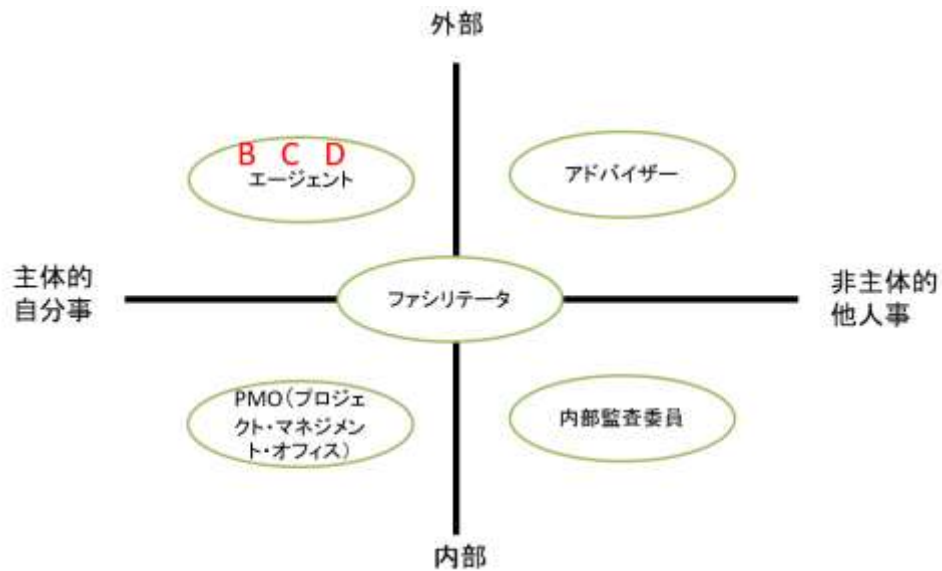 外部
B C D
エージェント
アドバイザー
主体的
自分事
ファシリテータ
非主体的
他人事
PMO(プロジェ
クト・マネジメン
ト・オフィス)
内部監査委員
内部